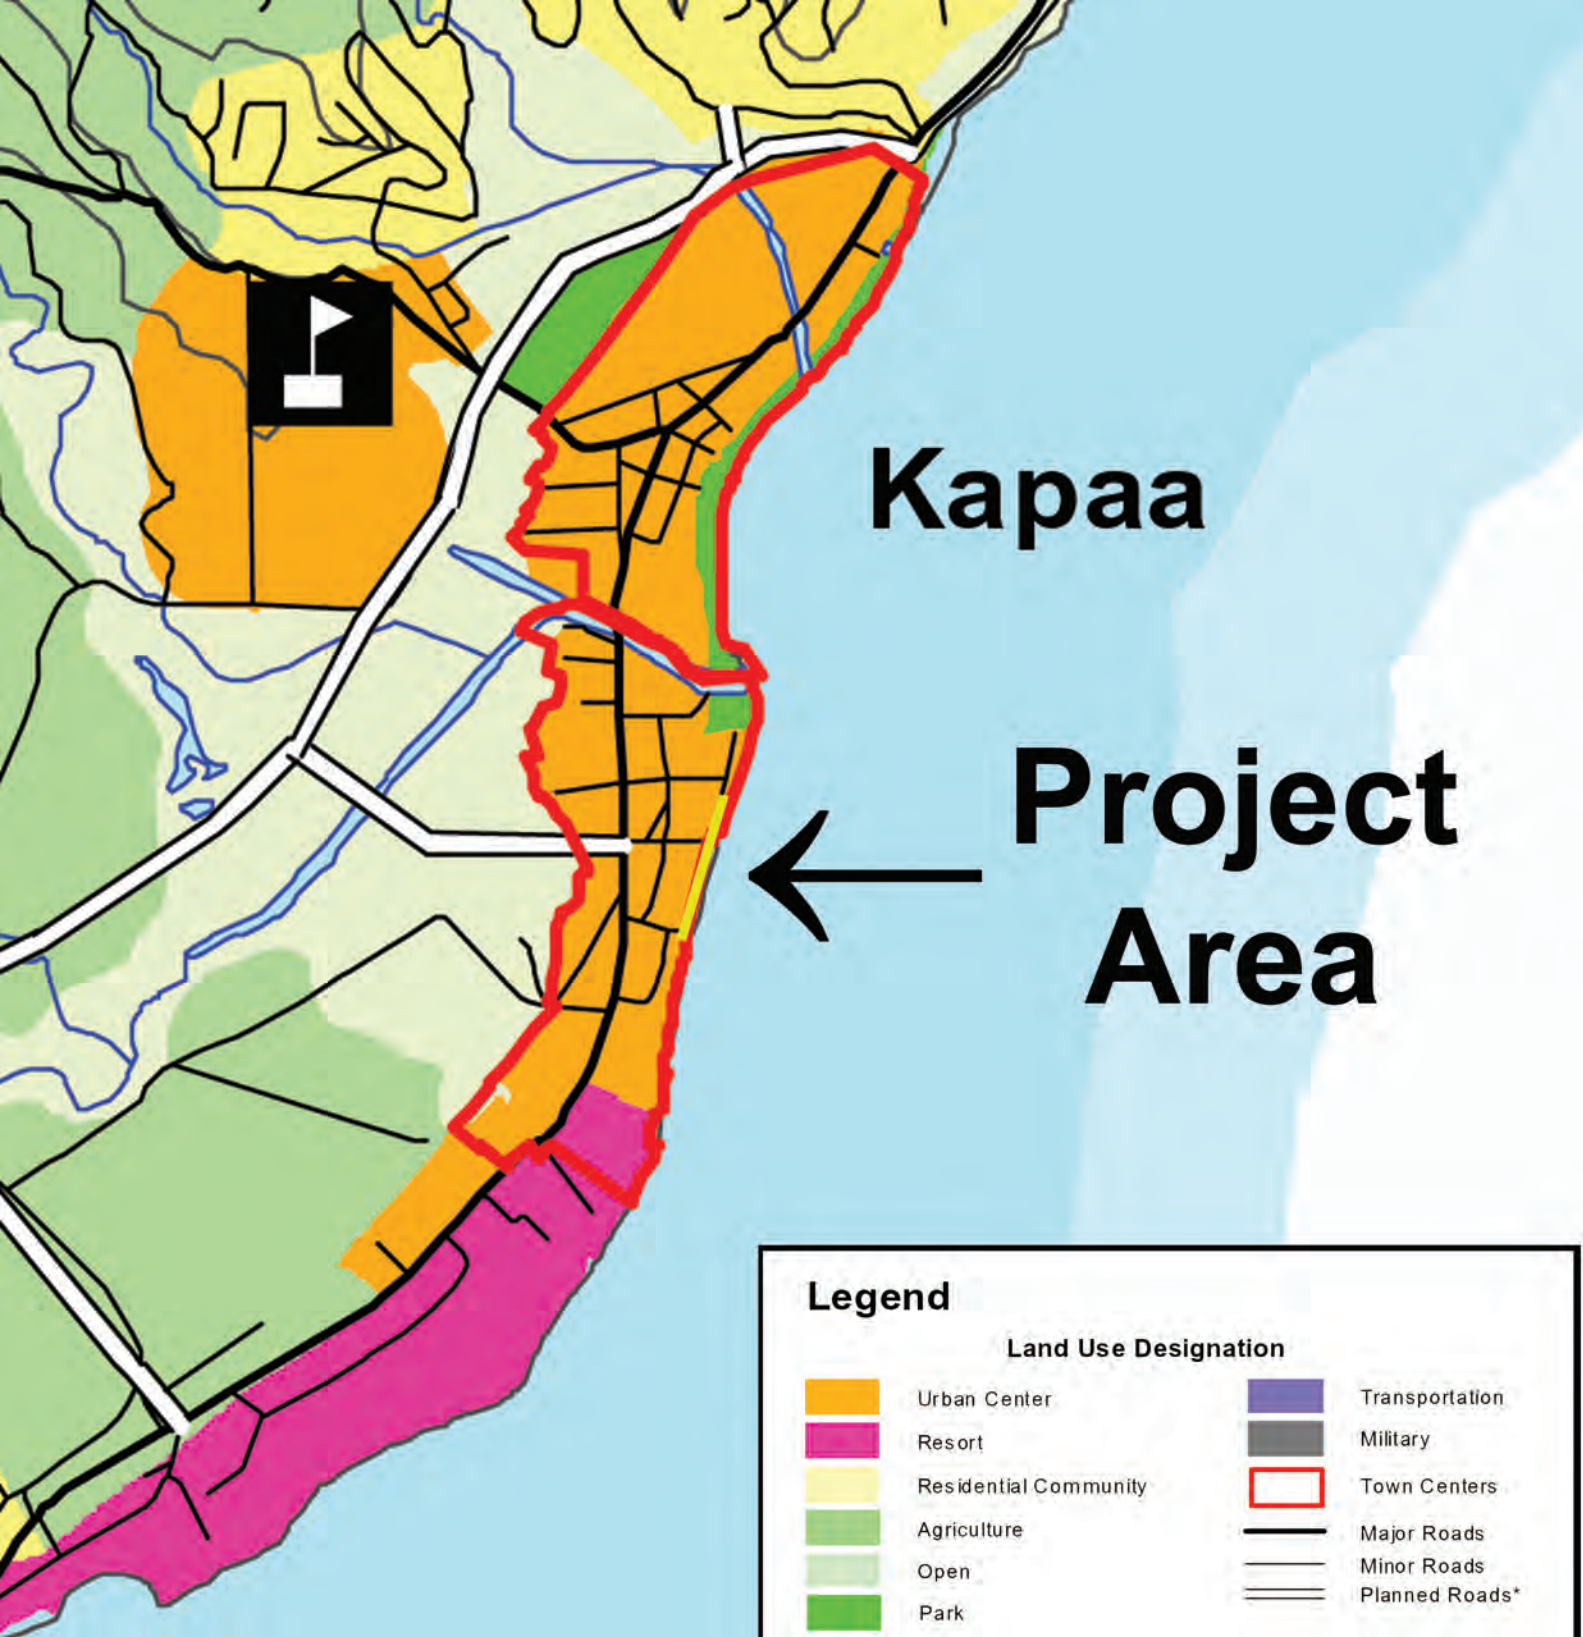 Kapaa
Project
Area
Legend
Land Use Designation
Urban Center
Resort
Residential Community
Agriculture
Open
Park
Transportation
Military
Town Centers
Major Roads
Minor Roads
Planned Roads*